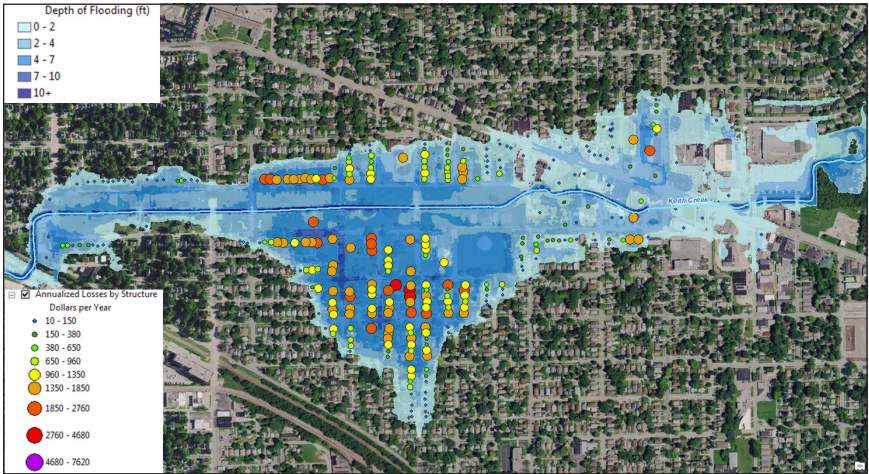 Depth of Flooding (ft)
0 - 2
2 - 4
4 - 7
7 - 10
10+
Keith Creek
Annualized Losses by Structure
Dollars per Year
10 - 150
150 - 380
380 - 650
650 - 960
960 - 1350
1350 - 1850
1850 - 2760
2760 - 4680
4680 - 7620